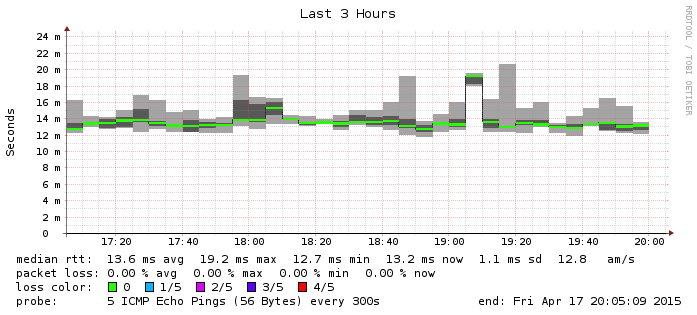 Last 3 Hours
RRDTOOL / TOBI OETIKER
Seconds
24 m
22 m
20 m
18 m
16 m
14 m
12 m
10 m
8 m
6 m
4 m
2 m
0
17:20 17:40 18:00 18:20 18:40 19:00 19:20 19:40 20:00
median rtt: 13.6 ms avg 19.2 ms max 12.7 ms min 13.2 ms now 1.1 ms sd 12.8 am/s
packet loss: 0.00 % avg 0.00 % max 0.00 % min 0.00 % now
loss color: 0 1/5 2/5 3/5 4/5
probe: 5 ICMP Echo Pings (56 Bytes) every 300s end: Fri Apr 17 20:05:09 2015